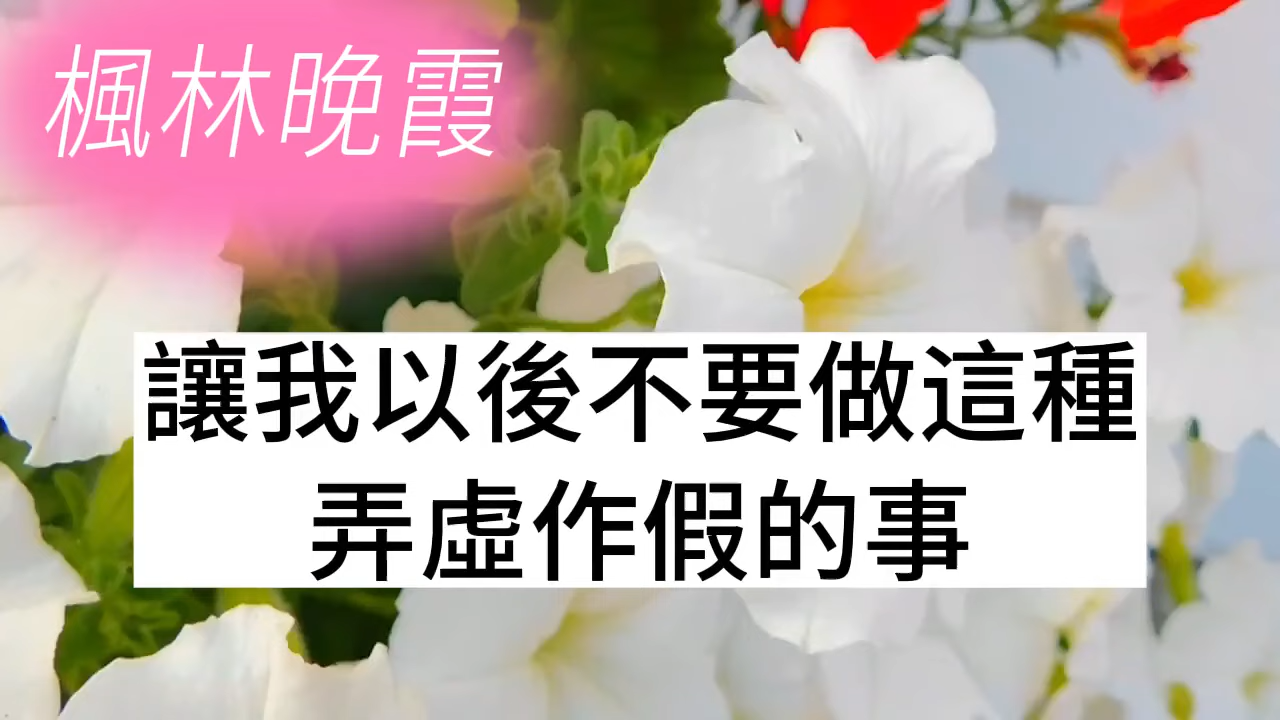 楓林晚霞
讓我以後不要做這種
弄虛作假的事